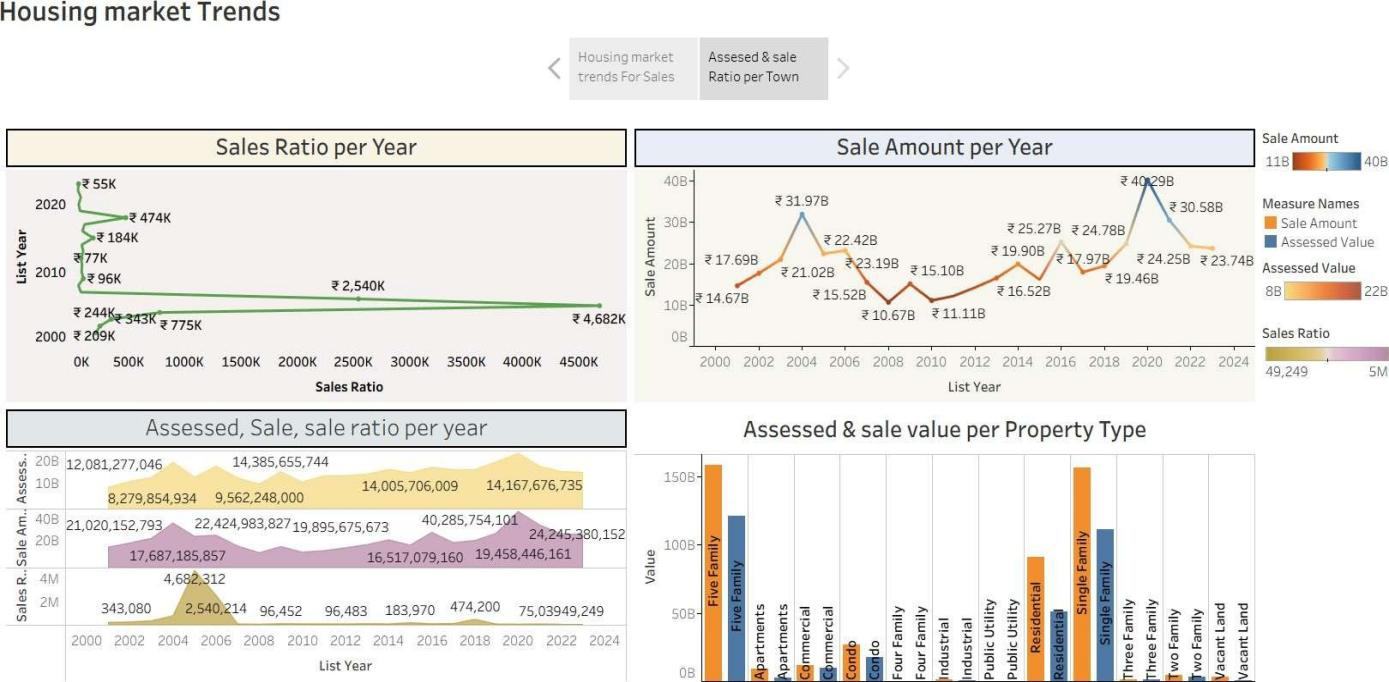 Housing market Trends
Housing market
trends For Sales
Assesed & sale
Ratio per Town
Sales Ratio per Year
₹ 55K
2020
₹ 474K
₹ 184K
₹ 77K
2010
₹ 96K
₹ 2,540K
₹ 244K
₹ 343K
₹ 775K
₹ 4,682K
2000
₹ 209K
List Year
0K 500K 1000K 1500K 2000K 2500K 3000K 3500K 4000K 4500K
Sales Ratio
Sale Amount per Year
40B
30B
20B
10B
0B
Sale Amount
₹ 14.67B
₹ 17.69B
₹ 21.02B
₹ 31.97B
₹ 22.42B
₹ 23.19B
₹ 15.52B
₹ 10.67B
₹ 15.10B
₹ 11.11B
₹ 19.90B
₹ 16.52B
₹ 25.27B
₹ 17.97B
₹ 19.46B
₹ 24.78B
₹ 40.29B
₹ 30.58B
₹ 24.25B
₹ 23.74B
2000 2002 2004 2006 2008 2010 2012 2014 2016 2018 2020 2022 2024
List Year
Sale Amount
11B 40B
Measure Names
Sale Amount
Assessed Value
Assessed Value
8B 22B
Sales Ratio
49,249 5M
Assessed, Sale, sale ratio per year
Assess..
20B
10B
12,081,277,046
14,385,655,744
8,279,854,934
9,562,248,000
14,005,706,009
14,167,676,735
Sale Am..
40B
20B
21,020,152,793
22,424,983,827
19,895,675,673
40,285,754,101
24,245,380,152
17,687,185,857
16,517,079,160
19,458,446,161
Sales R..
4M
2M
4,682,312
343,080
2,540,214
96,452
96,483
183,970
474,200
75,039
49,249
2000 2002 2004 2006 2008 2010 2012 2014 2016 2018 2020 2022 2024
List Year
Assessed & sale value per Property Type
150B
100B
50B
0B
Value
Five Family
Five Family
Apartments
Apartments
Commercial
Commercial
Condo
Condo
Four Family
Four Family
Industrial
Industrial
Public Utility
Public Utility
Residential
Residential
Single Family
Single Family
Three Family
Three Family
Two Family
Two Family
Vacant Land
Vacant Land